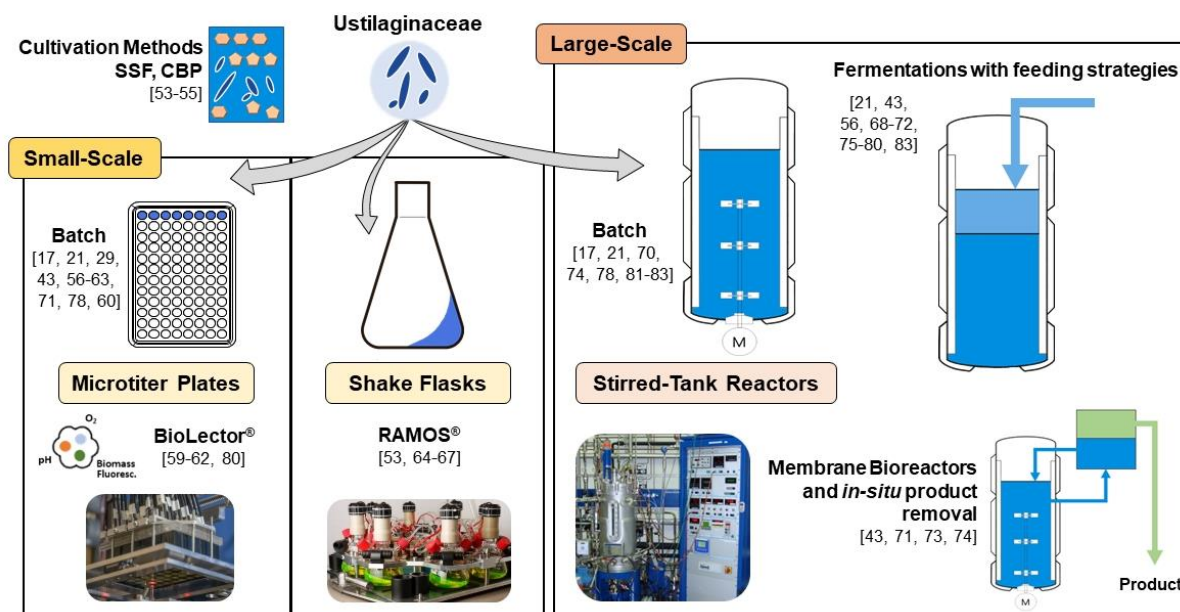 Cultivation Methods
SSF, CBP
[53-55]
Ustilaginaceae
Large-Scale
Fermentations with feeding strategies
[21, 43,
56, 68-72,
75-80, 83]
Small-Scale
Batch
[17, 21, 29,
43, 56-63,
71, 78, 60]
Batch
[17, 21, 70,
74, 78, 81-83]
M
Microtiter Plates
Shake Flasks
Stirred-Tank Reactors
O2
pH
Biomass
Fluoresc.
BioLector®
[59-62, 80]
RAMOS®
[53, 64-67]
Membrane Bioreactors
and in-situ product
removal
[43, 71, 73, 74]
M
Product